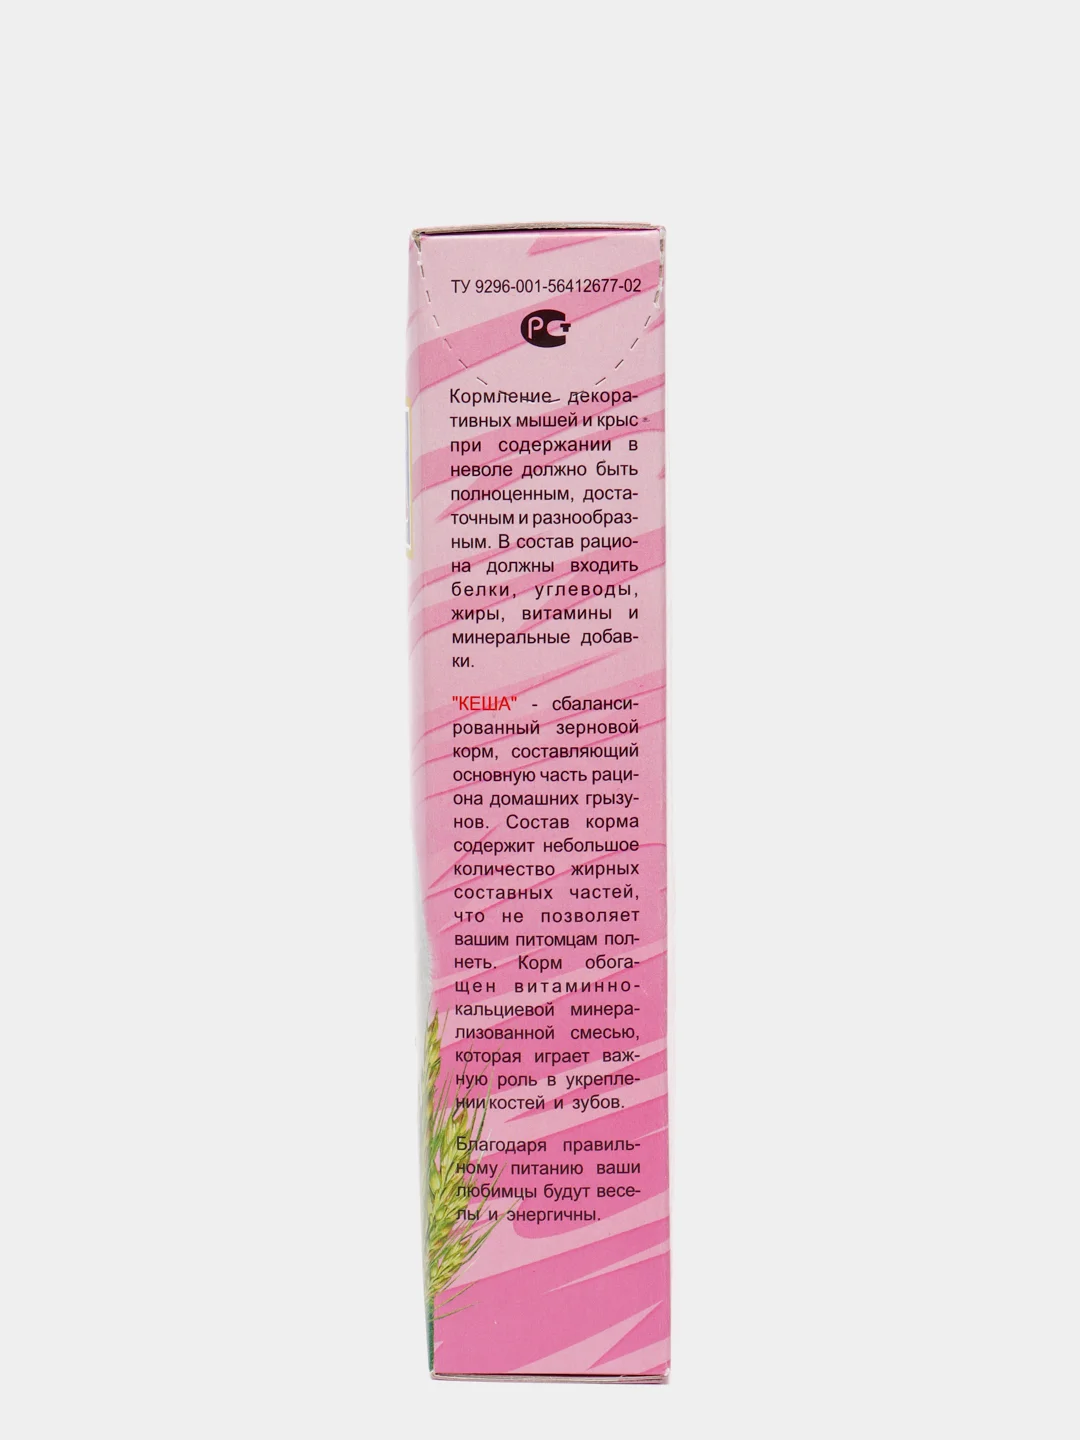 ТУ 9296-001-56412677-02
РСТ
Кормление декора-
тивных мышей и крыс
при содержании в
неволе должно быть
полноценным, доста-
точным и разнообраз-
ным. В состав рацио-
на должны входить
белки, углеводы,
жиры, витамины и
минеральные добав-
ки.
"КЕША" - сбаланси-
рованный зерновой
корм, составляющий
основную часть раци-
она домашних грызу-
нов. Состав корма
содержит небольшое
количество жирных
составных частей,
что не позволяет
вашим питомцам пол-
неть. Корм обога-
щен витаминно-
кальциевой минера-
лизованной смесью,
которая играет важ-
ную роль в укрепле-
нии костей и зубов.
Благодаря правиль-
ному питанию ваши
любимцы будут весе-
лы и энергичны.